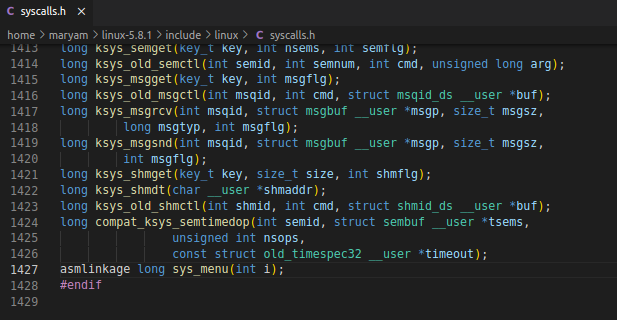 C syscalls.h ×
home > maryam > linux-5.8.1 > include > linux > C syscalls.h
1413 long ksys_semget(key_t key, int nsems, int semflg);
1414 long ksys_old_semctl(int semid, int semnum, int cmd, unsigned long arg);
1415 long ksys_msgget(key_t key, int msgflg);
1416 long ksys_old_msgctl(int msqid, int cmd, struct msqid_ds __user *buf);
1417 long ksys_msgrcv(int msqid, struct msgbuf __user *msgp, size_t msgsz,
1418 long msgtyp, int msgflg);
1419 long ksys_msgsnd(int msqid, struct msgbuf __user *msgp, size_t msgsz,
1420 int msgflg);
1421 long ksys_shmget(key_t key, size_t size, int shmflg);
1422 long ksys_shmdt(char __user *shmaddr);
1423 long ksys_old_shmctl(int shmid, int cmd, struct shmid_ds __user *buf);
1424 long compat_ksys_semtimedop(int semid, struct sembuf __user *tsems,
1425 unsigned int nsops,
1426 const struct old_timespec32 __user *timeout);
1427 asmlinkage long sys_menu(int i);
1428 #endif
1429